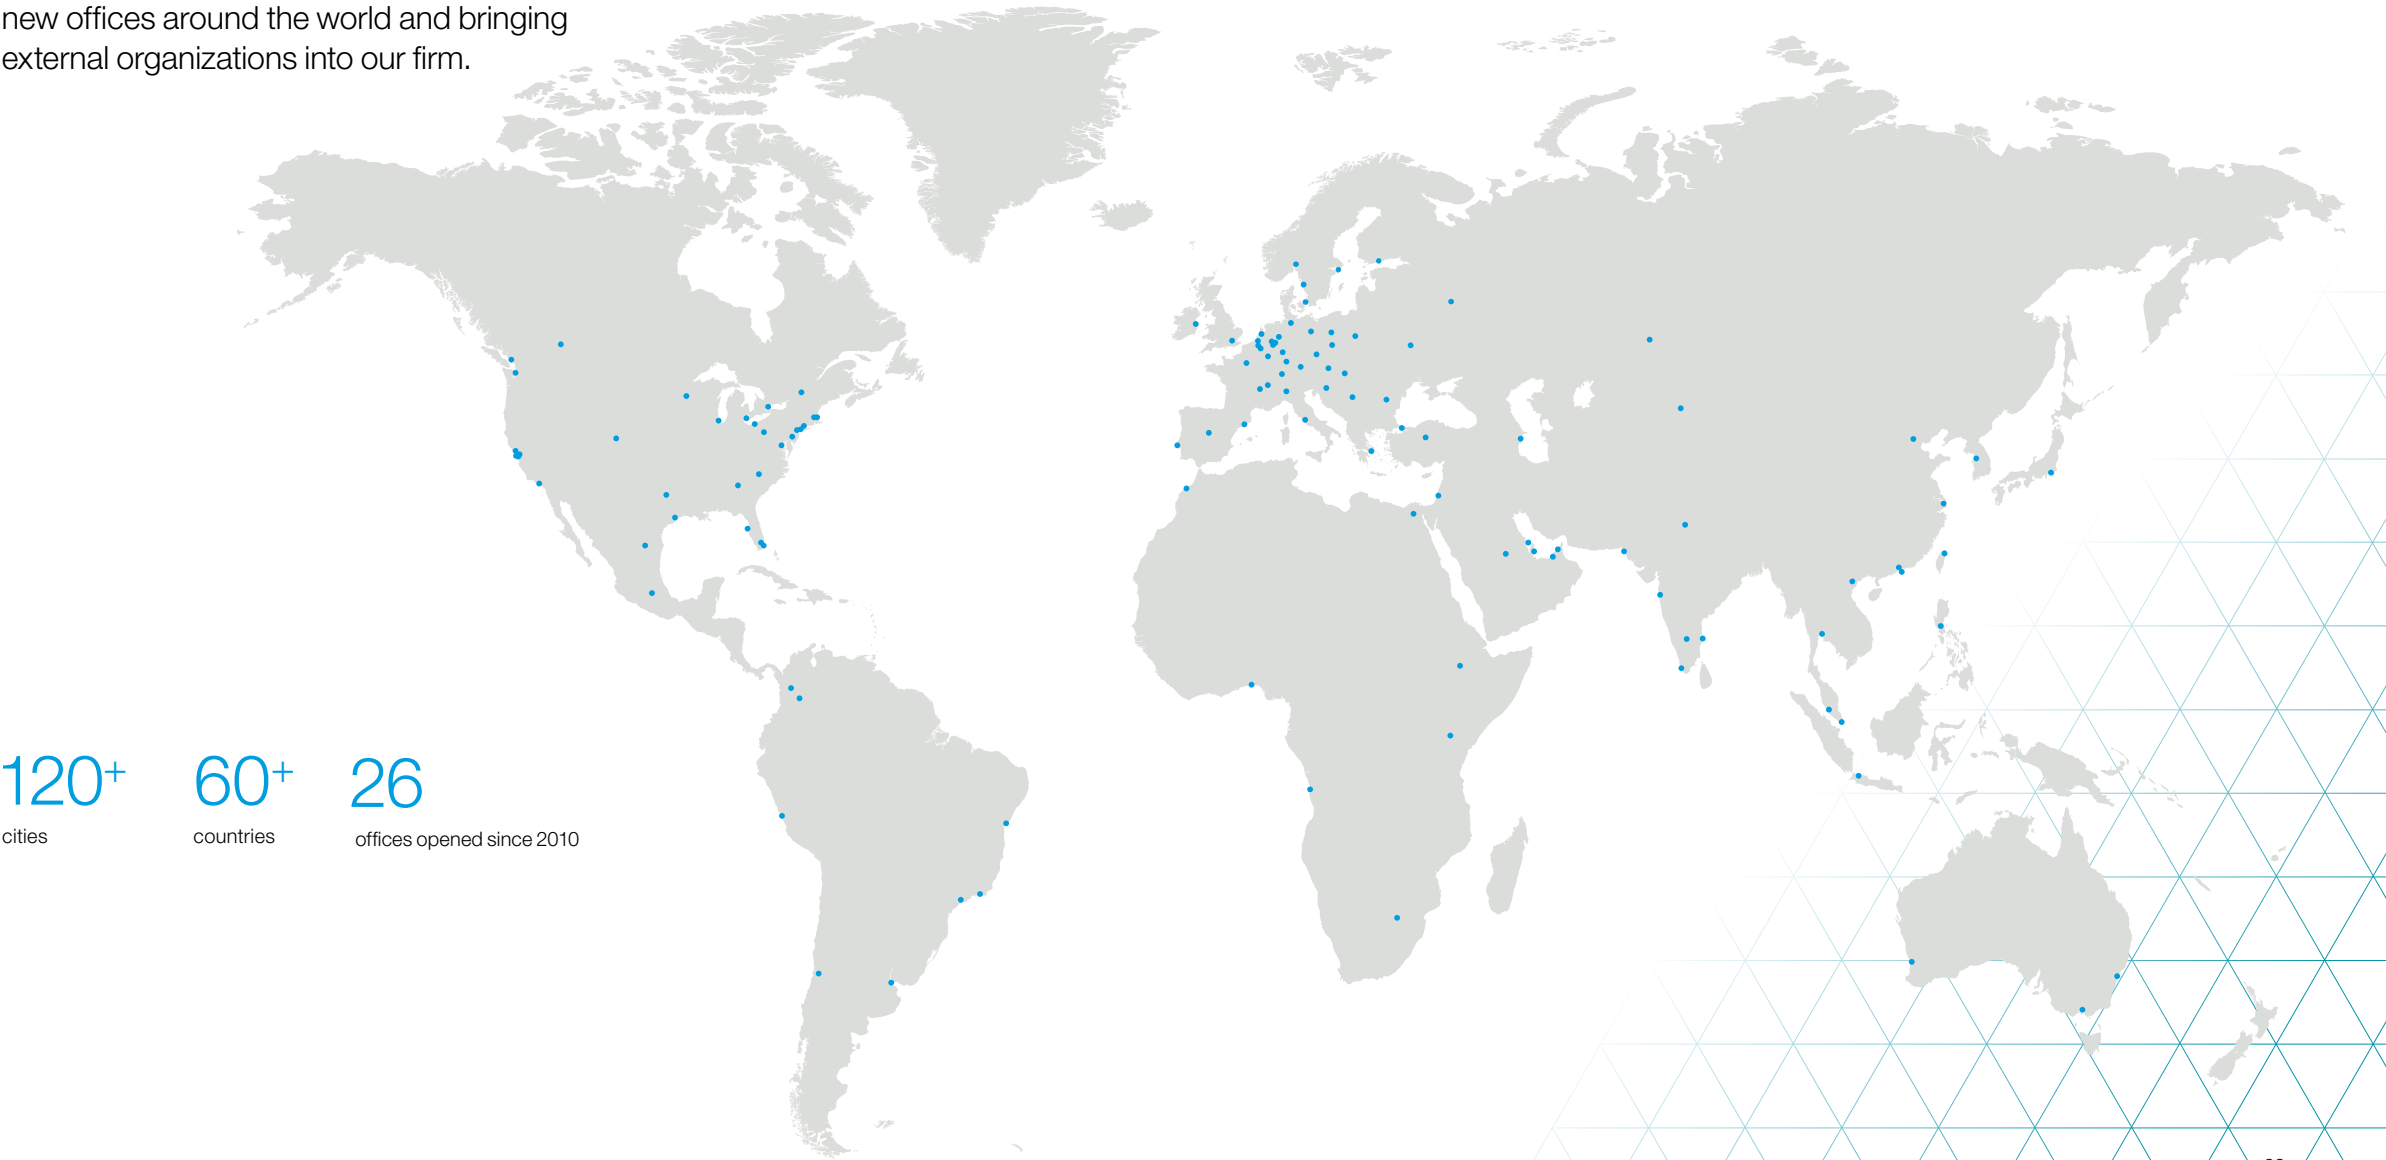 new offices around the world and bringing
external organizations into our firm.
120+ 60+ 26
cities countries offices opened since 2010